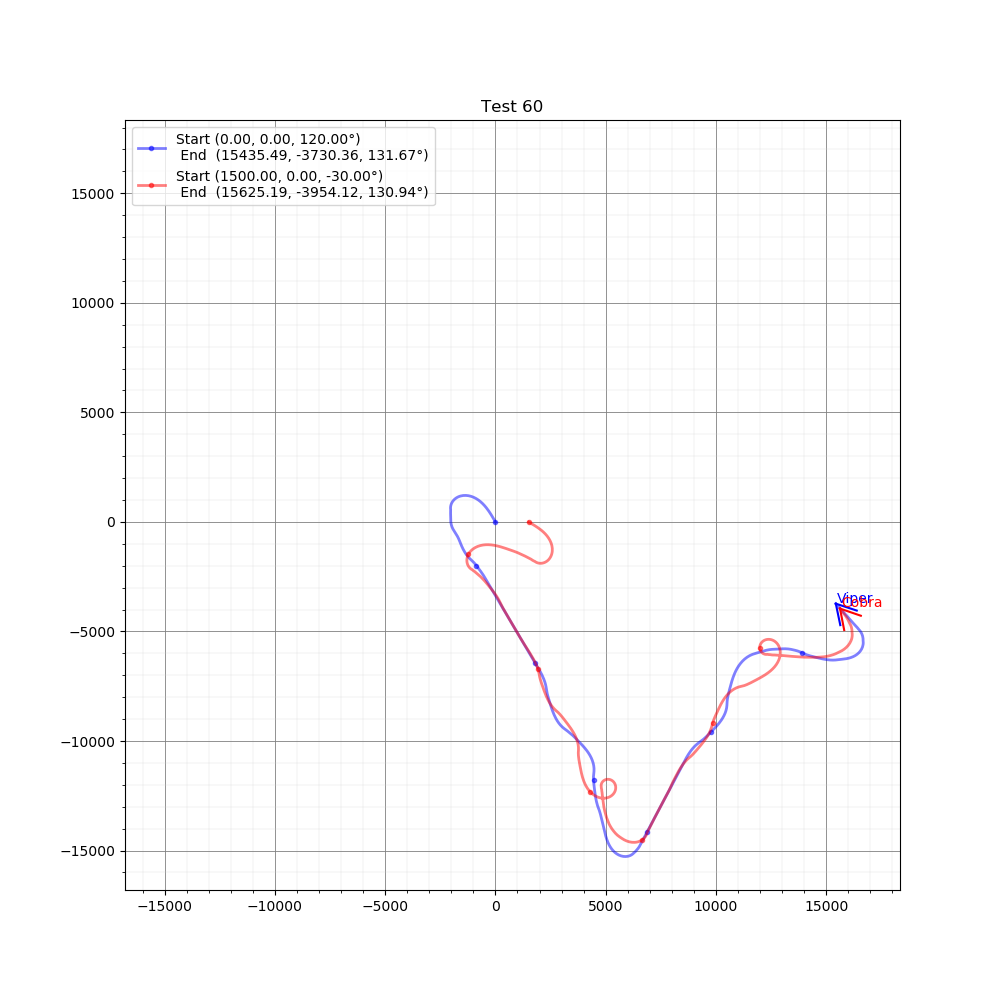 Test 60
Start (0.00, 0.00, 120.00°)
End  (15435.49, -3730.36, 131.67°)
Start (1500.00, 0.00, -30.00°)
End  (15625.19, -3954.12, 130.94°)
15000
10000
5000
0
−5000
−10000
−15000
Viper
Cobra
−15000 −10000 −5000 0 5000 10000 15000